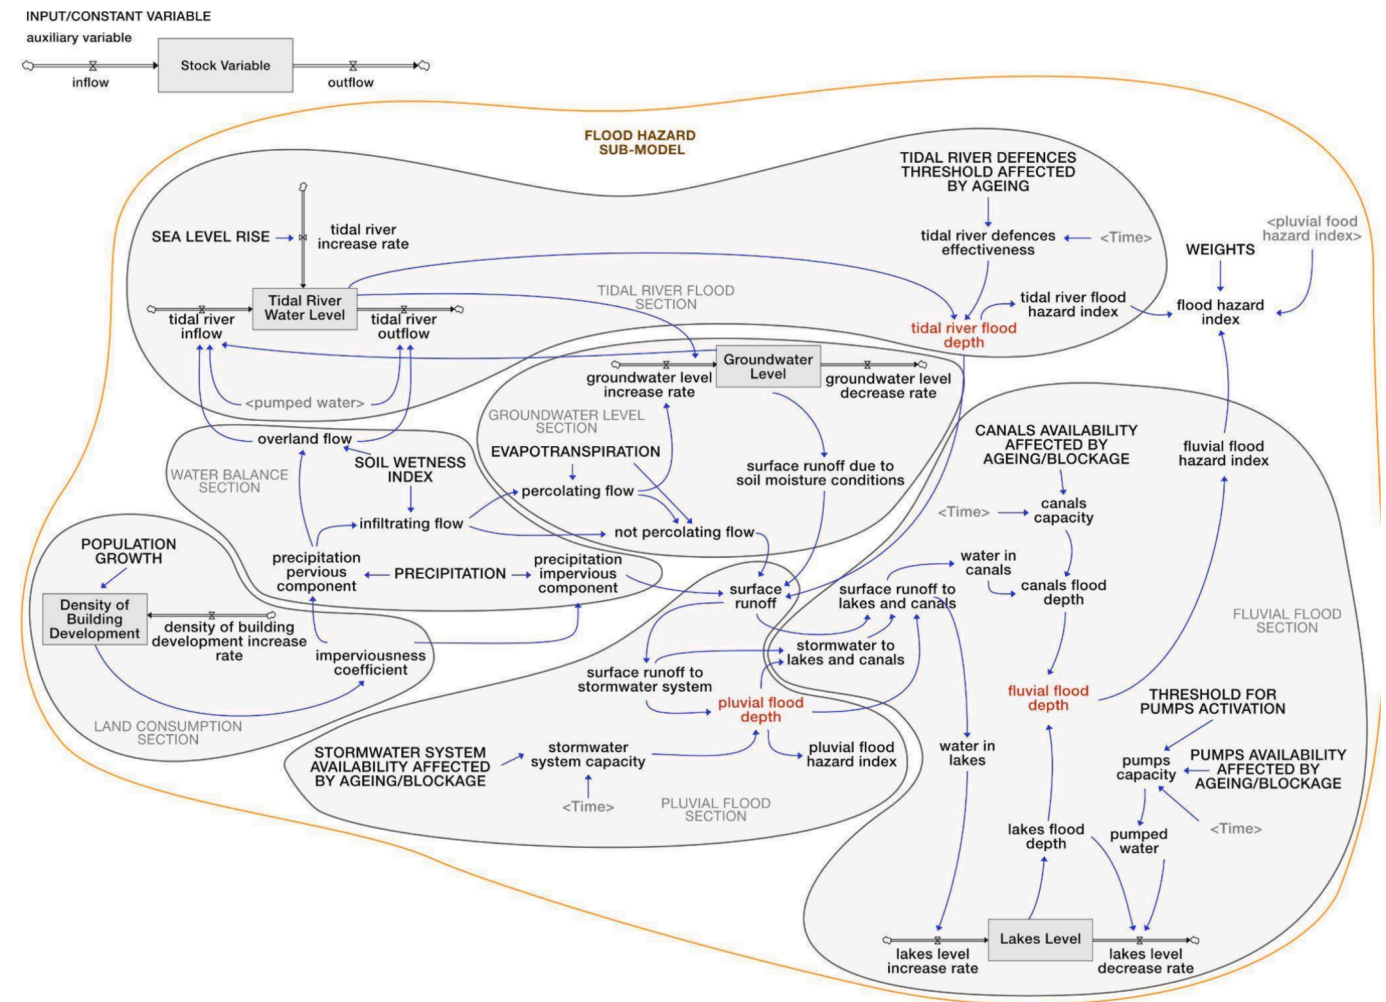 INPUT/CONSTANT VARIABLE
auxiliary variable
Stock Variable
inflow
outflow
FLOOD HAZARD
SUB-MODEL
TIDAL RIVER DEFENCES
THRESHOLD AFFECTED
BY AGEING
SEA LEVEL RISE
tidal river
increase rate
tidal river defences
effectiveness
<Time>
<pluvial food
hazard index>
WEIGHTS
TIDAL RIVER FLOOD
SECTION
Tidal River
Water Level
tidal river
inflow
tidal river
outflow
tidal river flood
hazard index
flood hazard
index
tidal river flood
depth
Groundwater
Level
groundwater level
increase rate
groundwater level
decrease rate
<pumped water>
GROUNDWATER LEVEL
SECTION
overland flow
WATER BALANCE
SECTION
SOIL WETNESS
INDEX
EVAPOTRANSPIRATION
percolating flow
surface runoff due to
soil moisture conditions
CANALS AVAILABILITY
AFFECTED BY
AGEING/BLOCKAGE
fluvial flood
hazard index
<Time>
canals
capacity
infiltrating flow
not percolating flow
POPULATION
GROWTH
precipitation
pervious
component
PRECIPITATION
precipitation
impervious
component
water in
canals
canals flood
depth
surface
runoff
surface runoff to
lakes and canals
Density of
Building
Development
density of building
development increase
rate
imperviousness
coefficient
FLUVIAL FLOOD
SECTION
stormwater to
lakes and canals
surface runoff to
stormwater system
pluvial flood
depth
fluvial flood
depth
THRESHOLD FOR
PUMPS ACTIVATION
LAND CONSUMPTION
SECTION
STORMWATER SYSTEM
AVAILABILITY AFFECTED
BY AGEING/BLOCKAGE
stormwater
system capacity
pluvial flood
hazard index
water in
lakes
pumps
capacity
PUMPS AVAILABILITY
AFFECTED BY
AGEING/BLOCKAGE
<Time>
PLUVIAL FLOOD
SECTION
lakes flood
depth
pumped
water
<Time>
Lakes Level
lakes level
increase rate
lakes level
decrease rate